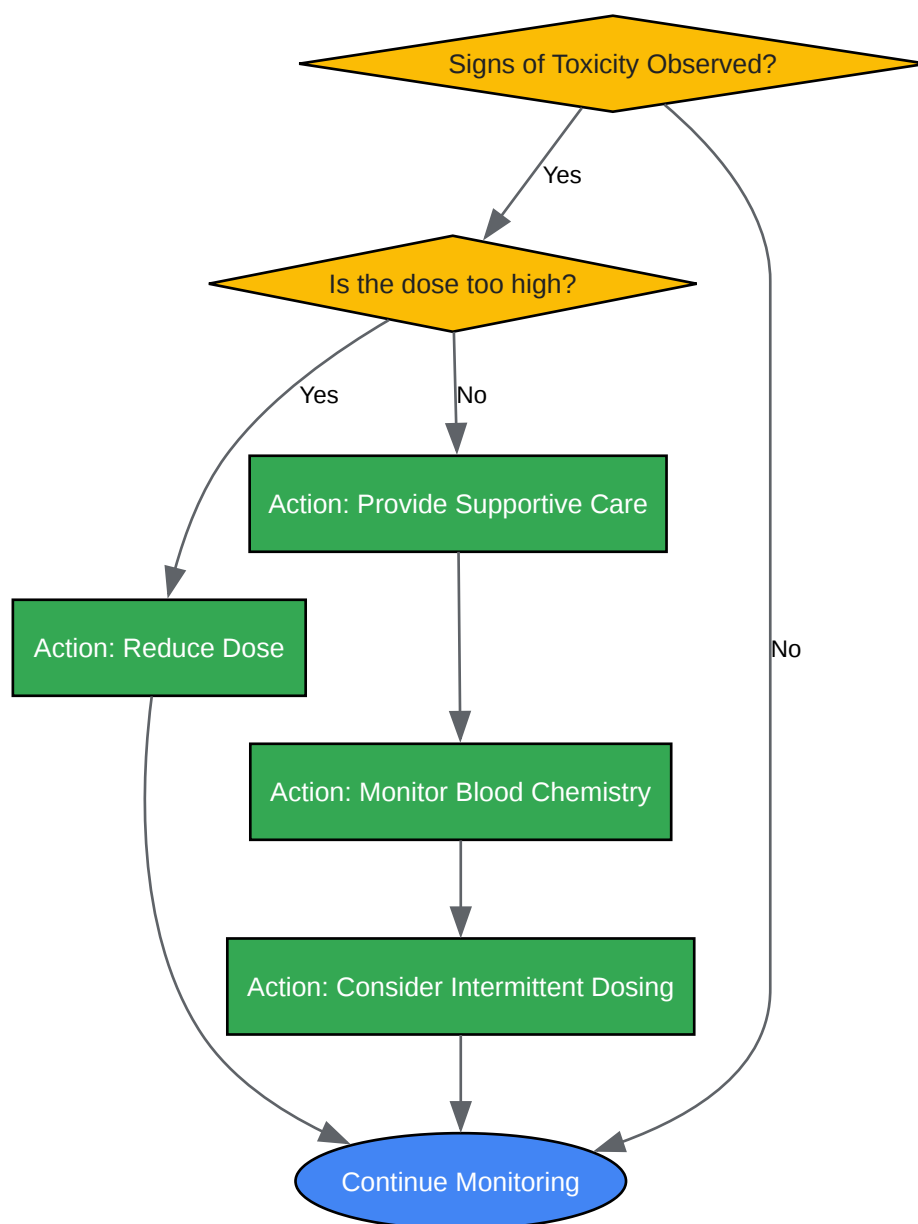 Signs of Toxicity Observed?
Yes
Is the dose too high?
Yes
No
Action: Provide Supportive Care
Action: Reduce Dose
No
Action: Monitor Blood Chemistry
Action: Consider Intermittent Dosing
Continue Monitoring